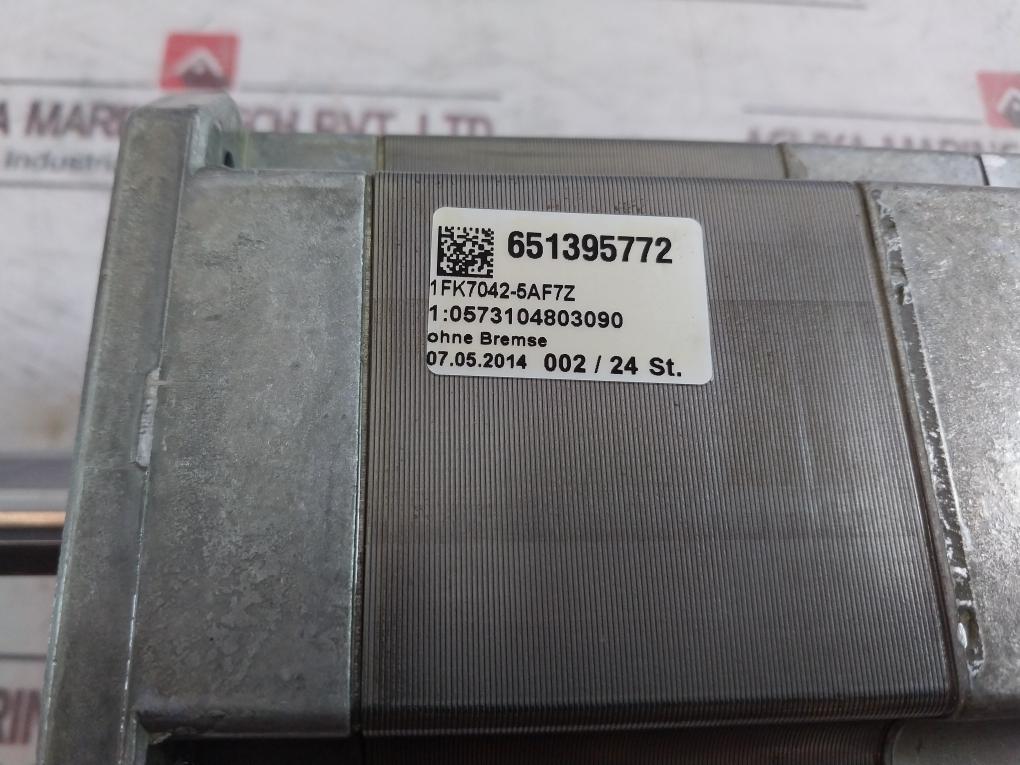 651395772
1FK7042-5AF7Z
1:0573104803090
ohne Bremse
07.05.2014 002 / 24 St.